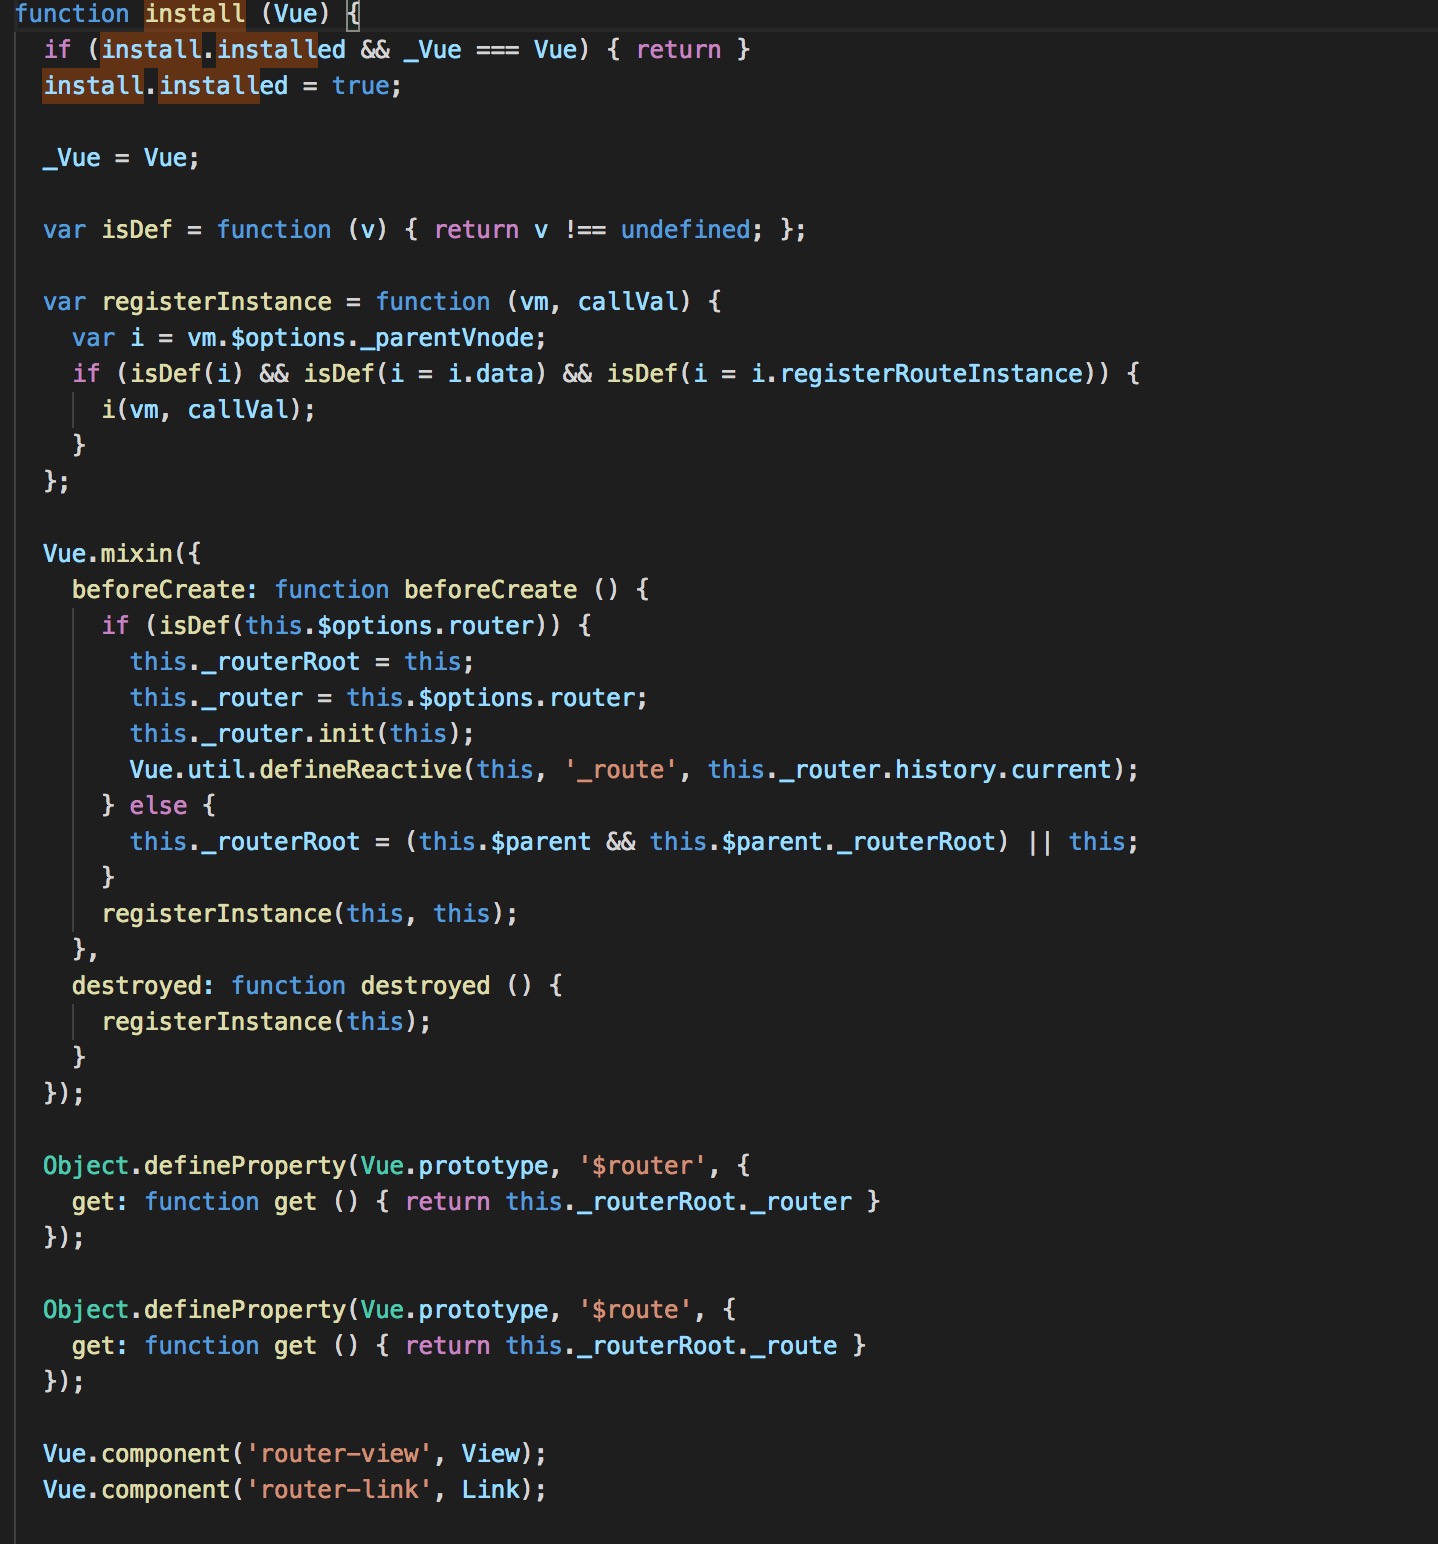 function install (Vue) {
  if (install.installed && _Vue === Vue) { return }
  install.installed = true;

  _Vue = Vue;

  var isDef = function (v) { return v !== undefined; };

  var registerInstance = function (vm, callVal) {
    var i = vm.$options._parentVnode;
    if (isDef(i) && isDef(i = i.data) && isDef(i = i.registerRouteInstance)) {
      i(vm, callVal);
    }
  };

  Vue.mixin({
    beforeCreate: function beforeCreate () {
      if (isDef(this.$options.router)) {
        this._routerRoot = this;
        this._router = this.$options.router;
        this._router.init(this);
        Vue.util.defineReactive(this, '_route', this._router.history.current);
      } else {
        this._routerRoot = (this.$parent && this.$parent._routerRoot) || this;
      }
      registerInstance(this, this);
    },
    destroyed: function destroyed () {
      registerInstance(this);
    }
  });

  Object.defineProperty(Vue.prototype, '$router', {
    get: function get () { return this._routerRoot._router }
  });

  Object.defineProperty(Vue.prototype, '$route', {
    get: function get () { return this._routerRoot._route }
  });

  Vue.component('router-view', View);
  Vue.component('router-link', Link);